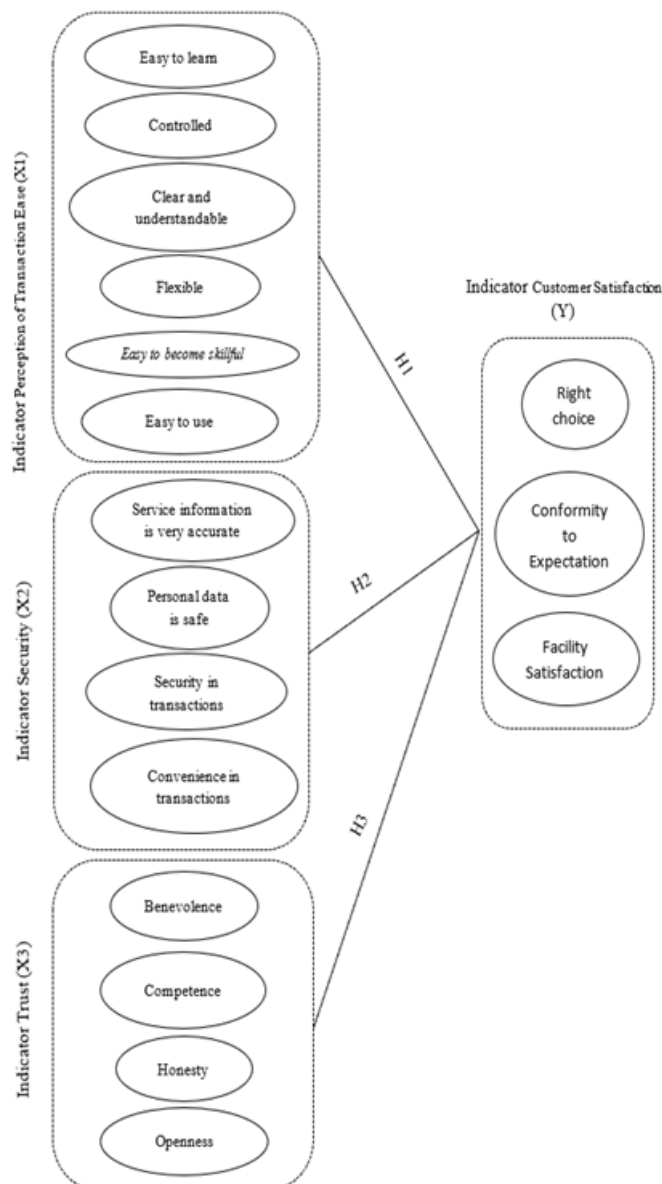 Indicator Perception of Transaction Ease (X1)
Easy to learn
Controlled
Clear and
understandable
Flexible
Easy to become skillful
Easy to use
Indicator Security (X2)
Service information
is very accurate
Personal data
is safe
Security in
transactions
Convenience in
transactions
Indicator Trust (X3)
Benevolence
Competence
Honesty
Openness
H1
H2
H3
Indicator Customer Satisfaction
(Y)
Right
choice
Conformity
to
Expectation
Facility
Satisfaction